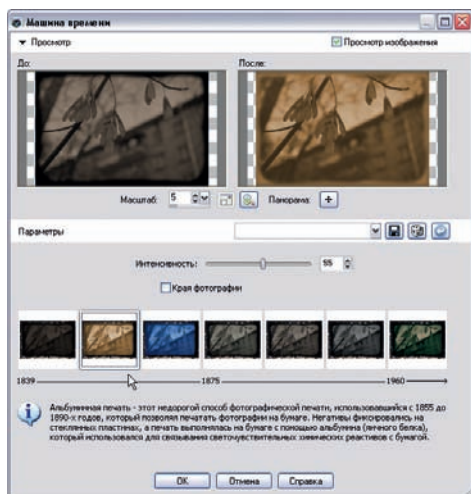 Машина времени
Просмотр
Просмотр изображения
До:
После:
Масштаб: 5
Панорама:
Параметры
Интенсивность: 55
Края фотографии
1839 1875 1960
Альбуминная печать - этот недорогой способ фотографической печати, использовавшийся с 1855 до
1890-х годов, который позволял печатать фотографии на бумаге. Негативы фиксировались на
стеклянных пластинах, а печать выполнялась на бумаге с помощью альбумина (яичного белка),
который использовался для связывания светочувствительных химических реактивов с бумагой.
OK Отмена Справка